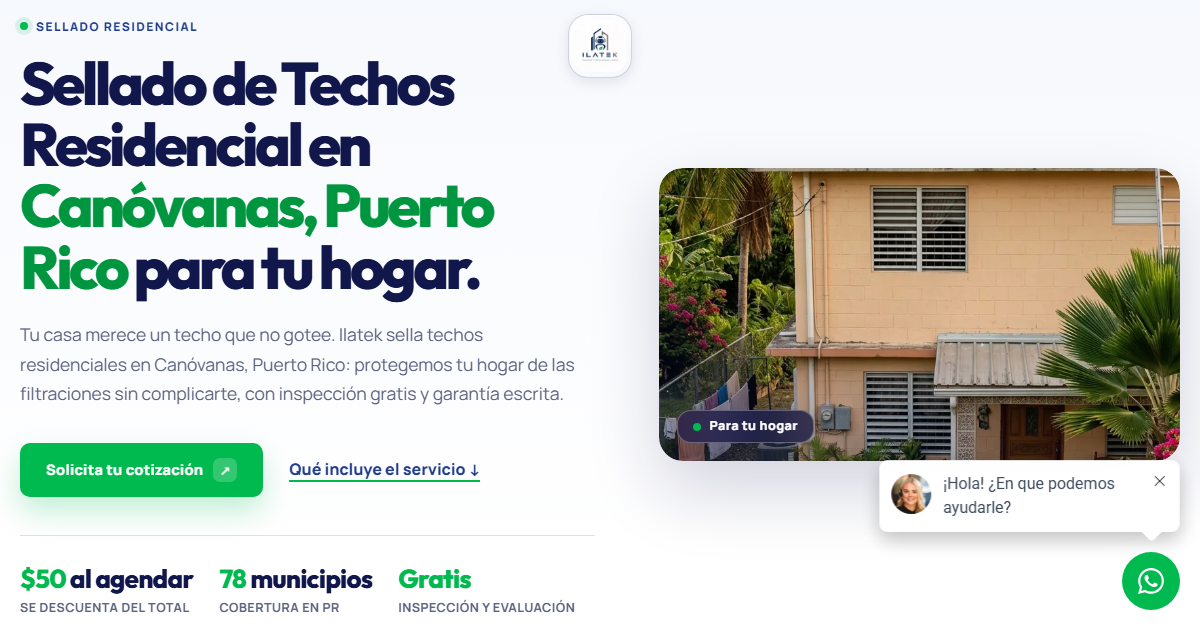 SELLADO RESIDENCIAL
ILATEK
Sellado de Techos
Residencial en
Canóvanas, Puerto
Rico para tu hogar.
Tu casa merece un techo que no gotee. Ilatek sella techos
residenciales en Canóvanas, Puerto Rico: protegemos tu hogar de las
filtraciones sin complicarte, con inspección gratis y garantía escrita.
Solicita tu cotización ↗
Qué incluye el servicio ↓
$50 al agendar
SE DESCUENTA DEL TOTAL
78 municipios
COBERTURA EN PR
Gratis
INSPECCIÓN Y EVALUACIÓN
Para tu hogar
¡Hola! ¿En que podemos
ayudarle?